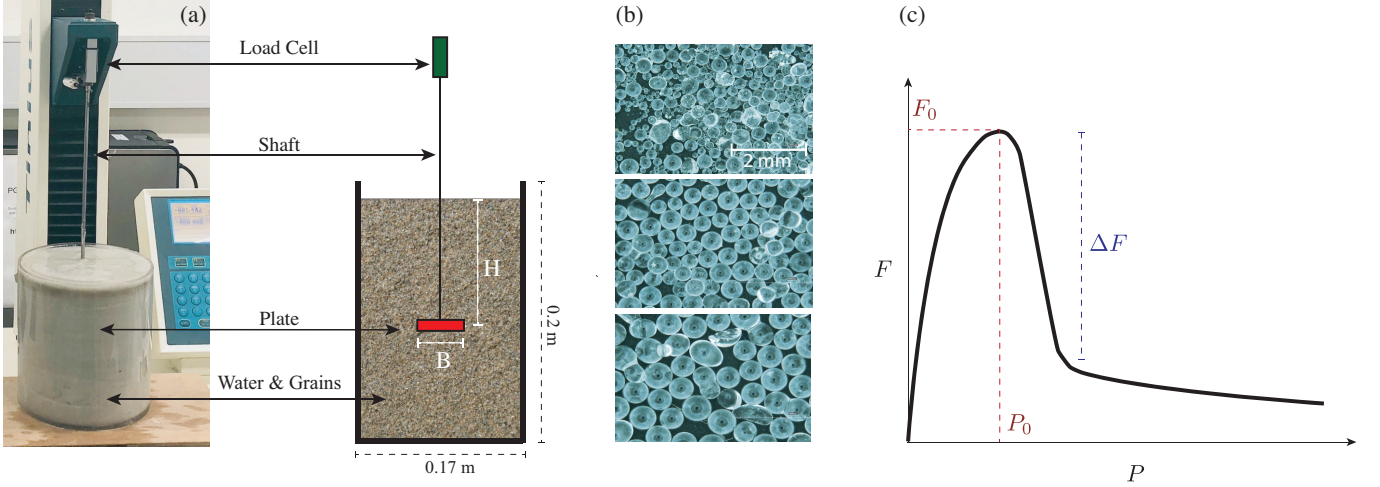 (a)
Load Cell
Shaft
Plate
Water & Grains
H
B
0.2 m
0.17 m
(b)
2 mm
(c)
F₀
F
ΔF
P₀
P